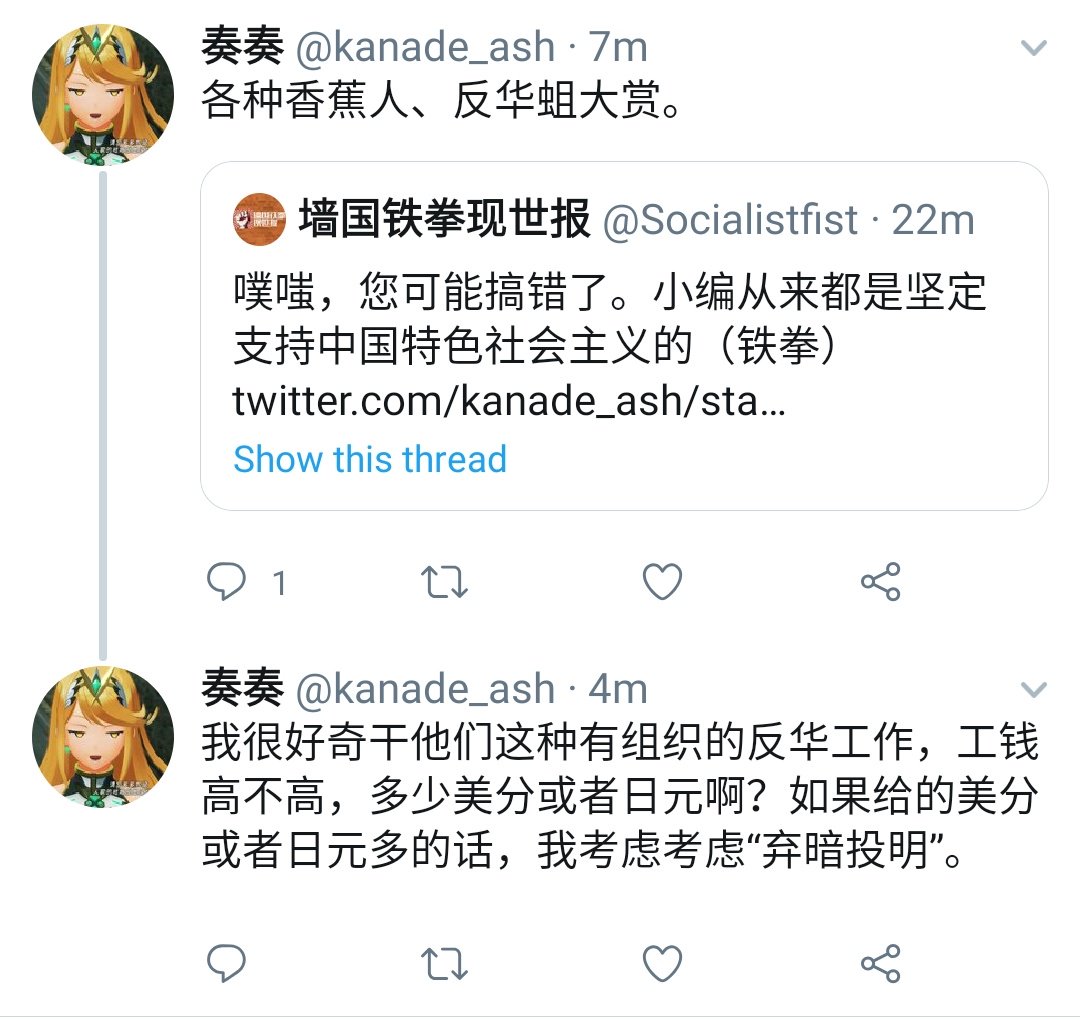 奏奏 @kanade_ash · 7m
各种香蕉人、反华蛆大赏。
墙国铁拳现世报 @Socialistfist · 22m
噗嗤，您可能搞错了。小编从来都是坚定
支持中国特色社会主义的（铁拳）
twitter.com/kanade_ash/sta…
Show this thread
1
奏奏 @kanade_ash · 4m
我很好奇干他们这种有组织的反华工作，工钱
高不高，多少美分或者日元啊？如果给的美分
或者日元多的话，我考虑考虑“弃暗投明”。